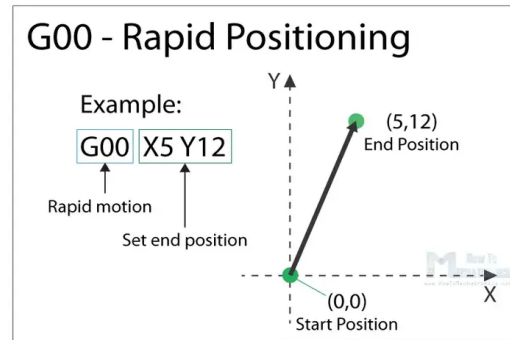 G00 - Rapid Positioning
Y
Example:
G00 X5 Y12
(5,12)
End Position
Rapid motion
Set end position
X
(0,0)
Start Position